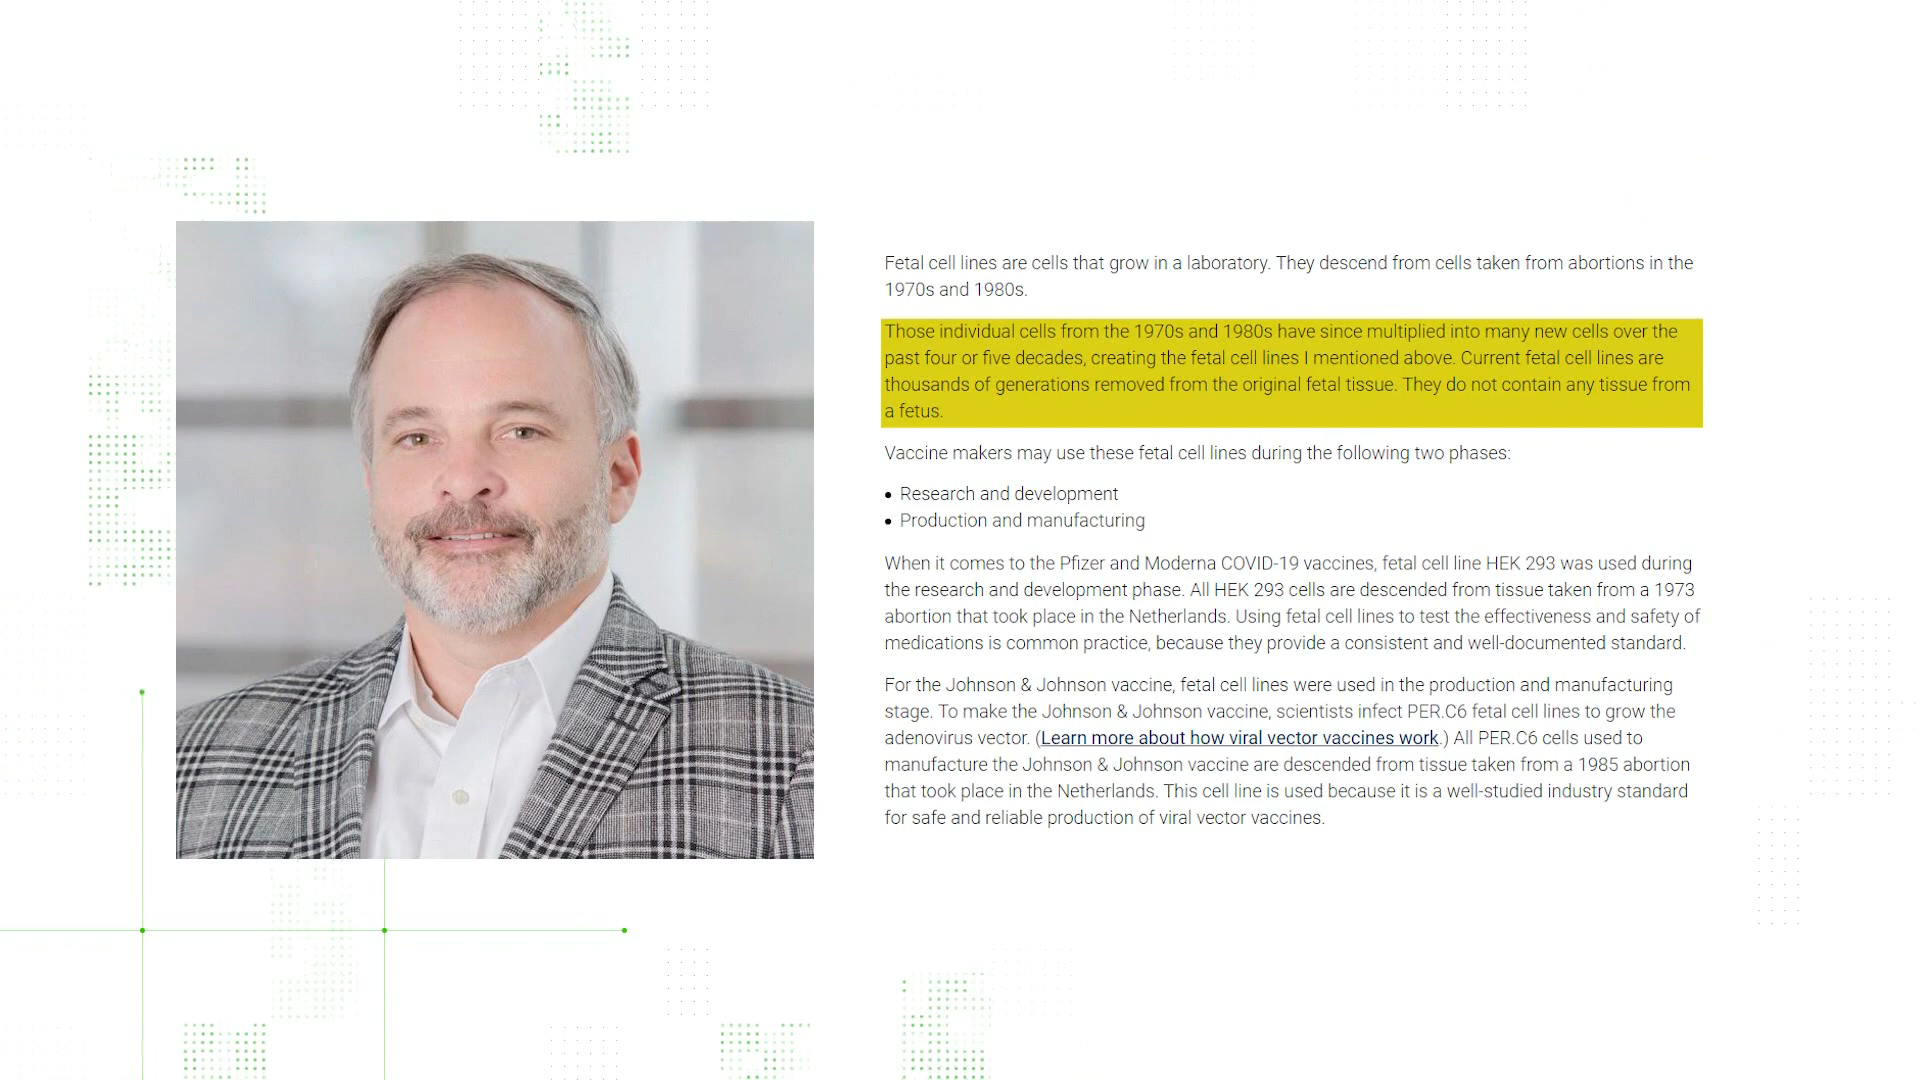 Fetal cell lines are cells that grow in a laboratory. They descend from cells taken from abortions in the
1970s and 1980s.
Those individual cells from the 1970s and 1980s have since multiplied into many new cells over the
past four or five decades, creating the fetal cell lines I mentioned above. Current fetal cell lines are
thousands of generations removed from the original fetal tissue. They do not contain any tissue from
a fetus.
Vaccine makers may use these fetal cell lines during the following two phases:
• Research and development
• Production and manufacturing
When it comes to the Pfizer and Moderna COVID-19 vaccines, fetal cell line HEK 293 was used during
the research and development phase. All HEK 293 cells are descended from tissue taken from a 1973
abortion that took place in the Netherlands. Using fetal cell lines to test the effectiveness and safety of
medications is common practice, because they provide a consistent and well-documented standard.
For the Johnson & Johnson vaccine, fetal cell lines were used in the production and manufacturing
stage. To make the Johnson & Johnson vaccine, scientists infect PER.C6 fetal cell lines to grow the
adenovirus vector. (Learn more about how viral vector vaccines work.) All PER.C6 cells used to
manufacture the Johnson & Johnson vaccine are descended from tissue taken from a 1985 abortion
that took place in the Netherlands. This cell line is used because it is a well-studied industry standard
for safe and reliable production of viral vector vaccines.